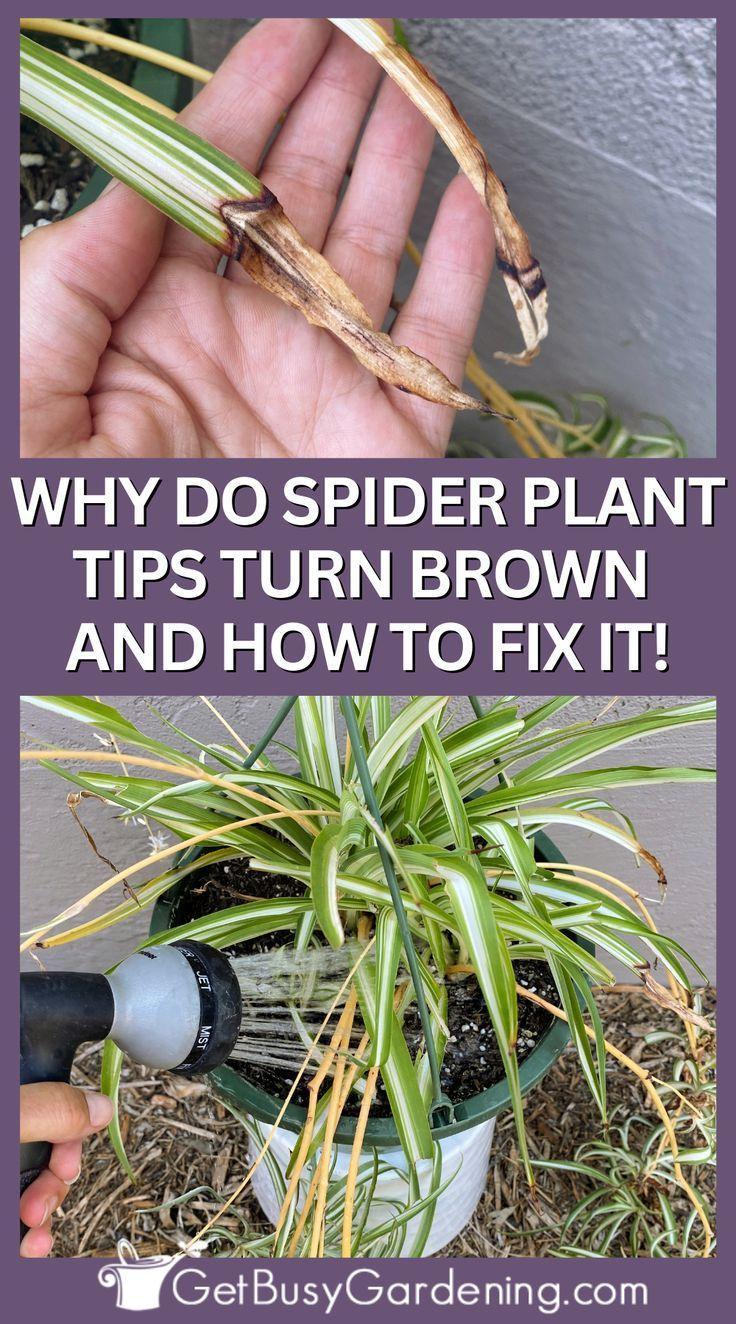 WHY DO SPIDER PLANT
TIPS TURN BROWN
AND HOW TO FIX IT!
JET
MIST
GetBusyGardening.com